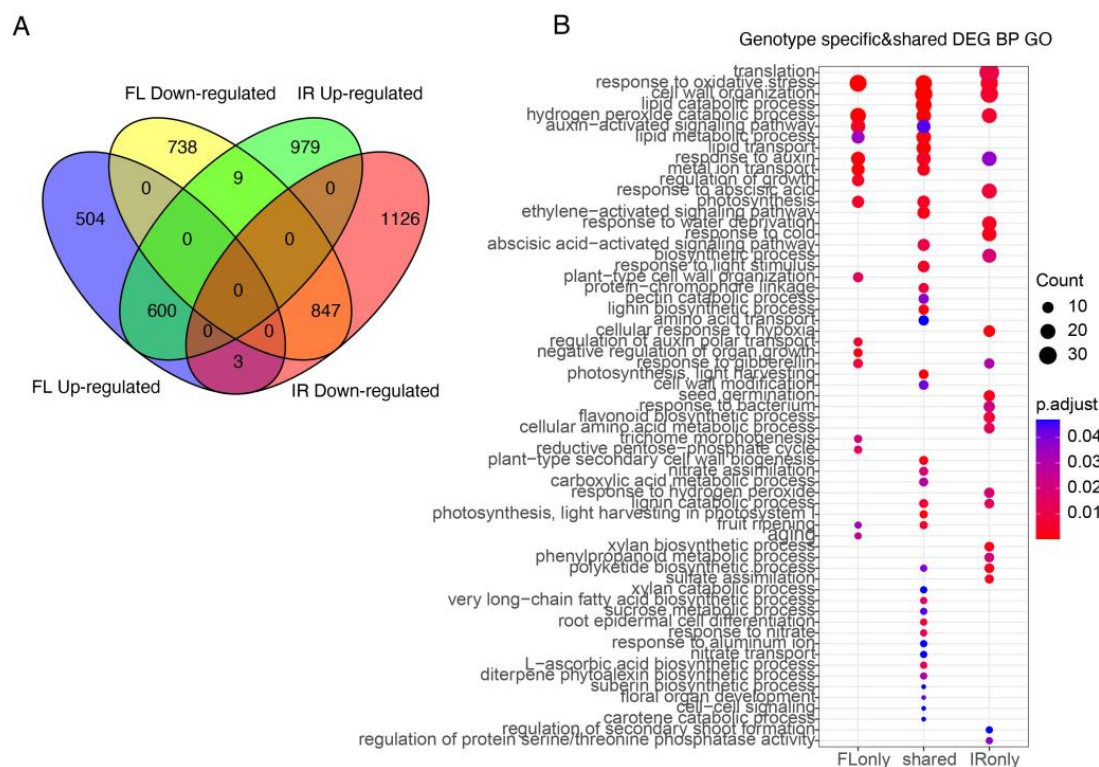 A
FL Down-regulated
IR Up-regulated
738
979
0
9
0
504
1126
0
0
0
600
847
0
0
3
FL Up-regulated
IR Down-regulated
B
Genotype specific&shared DEG BP GO
translation
response to oxidative stress
cell wall organization
lipid catabolic process
hydrogen peroxide catabolic process
auxin-activated signaling pathway
lipid metabolic process
lipid transport
response to auxin
metal ion transport
regulation of growth
response to abscisic acid
photosynthesis
ethylene-activated signaling pathway
response to water deprivation
response to cold
abscisic acid-activated signaling pathway
biosynthetic process
response to light stimulus
plant-type cell wall organization
protein-chromophore linkage
pectin catabolic process
lignin biosynthetic process
amino acid transport
cellular response to hypoxia
regulation of auxin polar transport
negative regulation of organ growth
response to gibberellin
photosynthesis, light harvesting
cell wall modification
seed germination
response to bacterium
flavonoid biosynthetic process
cellular amino acid metabolic process
trichome morphogenesis
reductive pentose-phosphate cycle
plant-type secondary cell wall biogenesis
nitrate assimilation
carboxylic acid metabolic process
response to hydrogen peroxide
lignin catabolic process
photosynthesis, light harvesting in photosystem I
fruit ripening
aging
xylan biosynthetic process
phenylpropanoid metabolic process
polyketide biosynthetic process
sulfate assimilation
xylan catabolic process
very long-chain fatty acid biosynthetic process
sucrose metabolic process
root epidermal cell differentiation
response to nitrate
response to aluminum ion
nitrate transport
L-ascorbic acid biosynthetic process
diterpene phytoalexin biosynthetic process
suberin biosynthetic process
floral organ development
cell-cell signaling
carotene catabolic process
regulation of secondary shoot formation
regulation of protein serine/threonine phosphatase activity
FLonly shared IRonly
Count
10
20
30
p.adjust
0.04
0.03
0.02
0.01